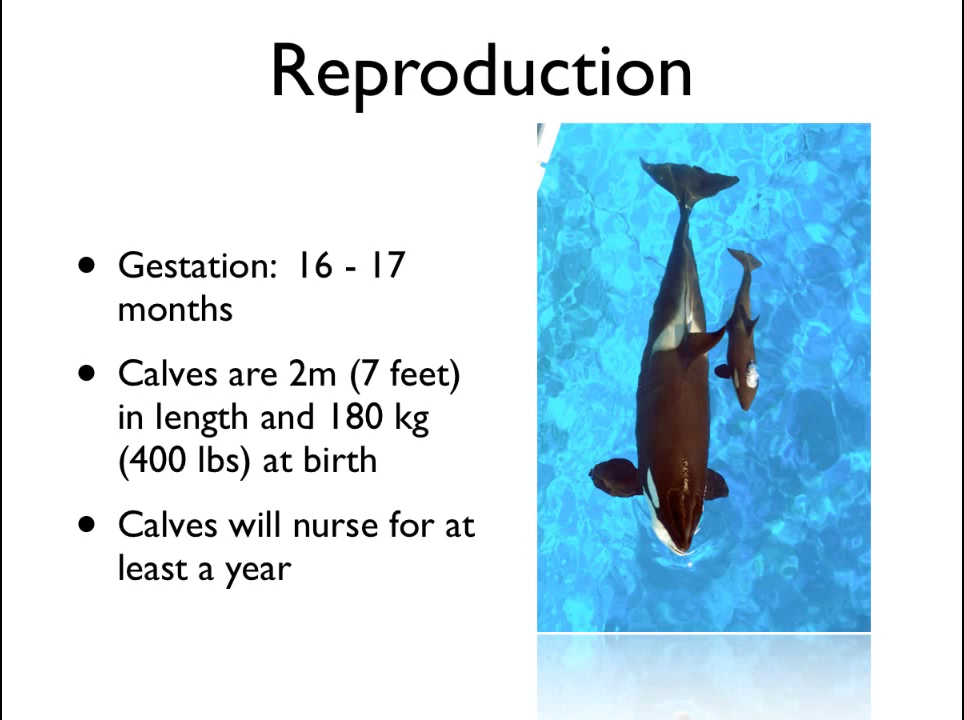 Reproduction
• Gestation:  16 - 17
months
• Calves are 2m (7 feet)
in length and 180 kg
(400 lbs) at birth
• Calves will nurse for at
least a year